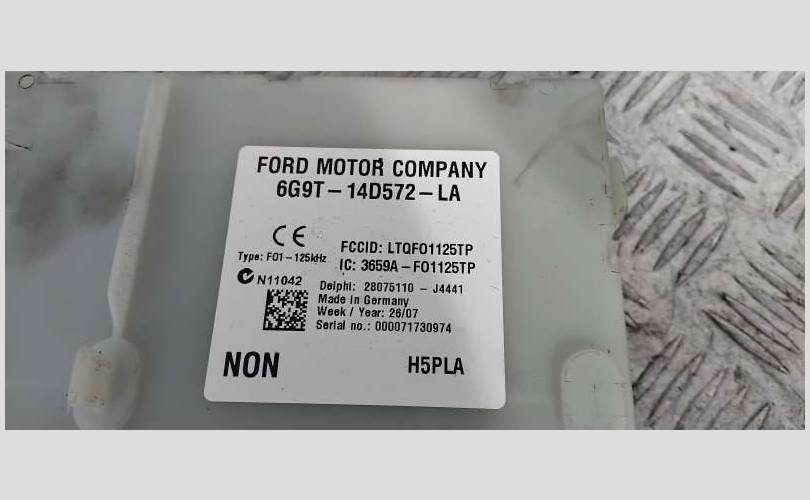 FORD MOTOR COMPANY
6G9T-14D572-LA
CE
FCCID: LTQFO1125TP
Type: F01-125kHz
IC: 3659A-FO1125TP
N11042
Delphi: 28075110 - J4441
Made in Germany
Week / Year: 26/07
Serial no.: 000071730974
NON
H5PLA